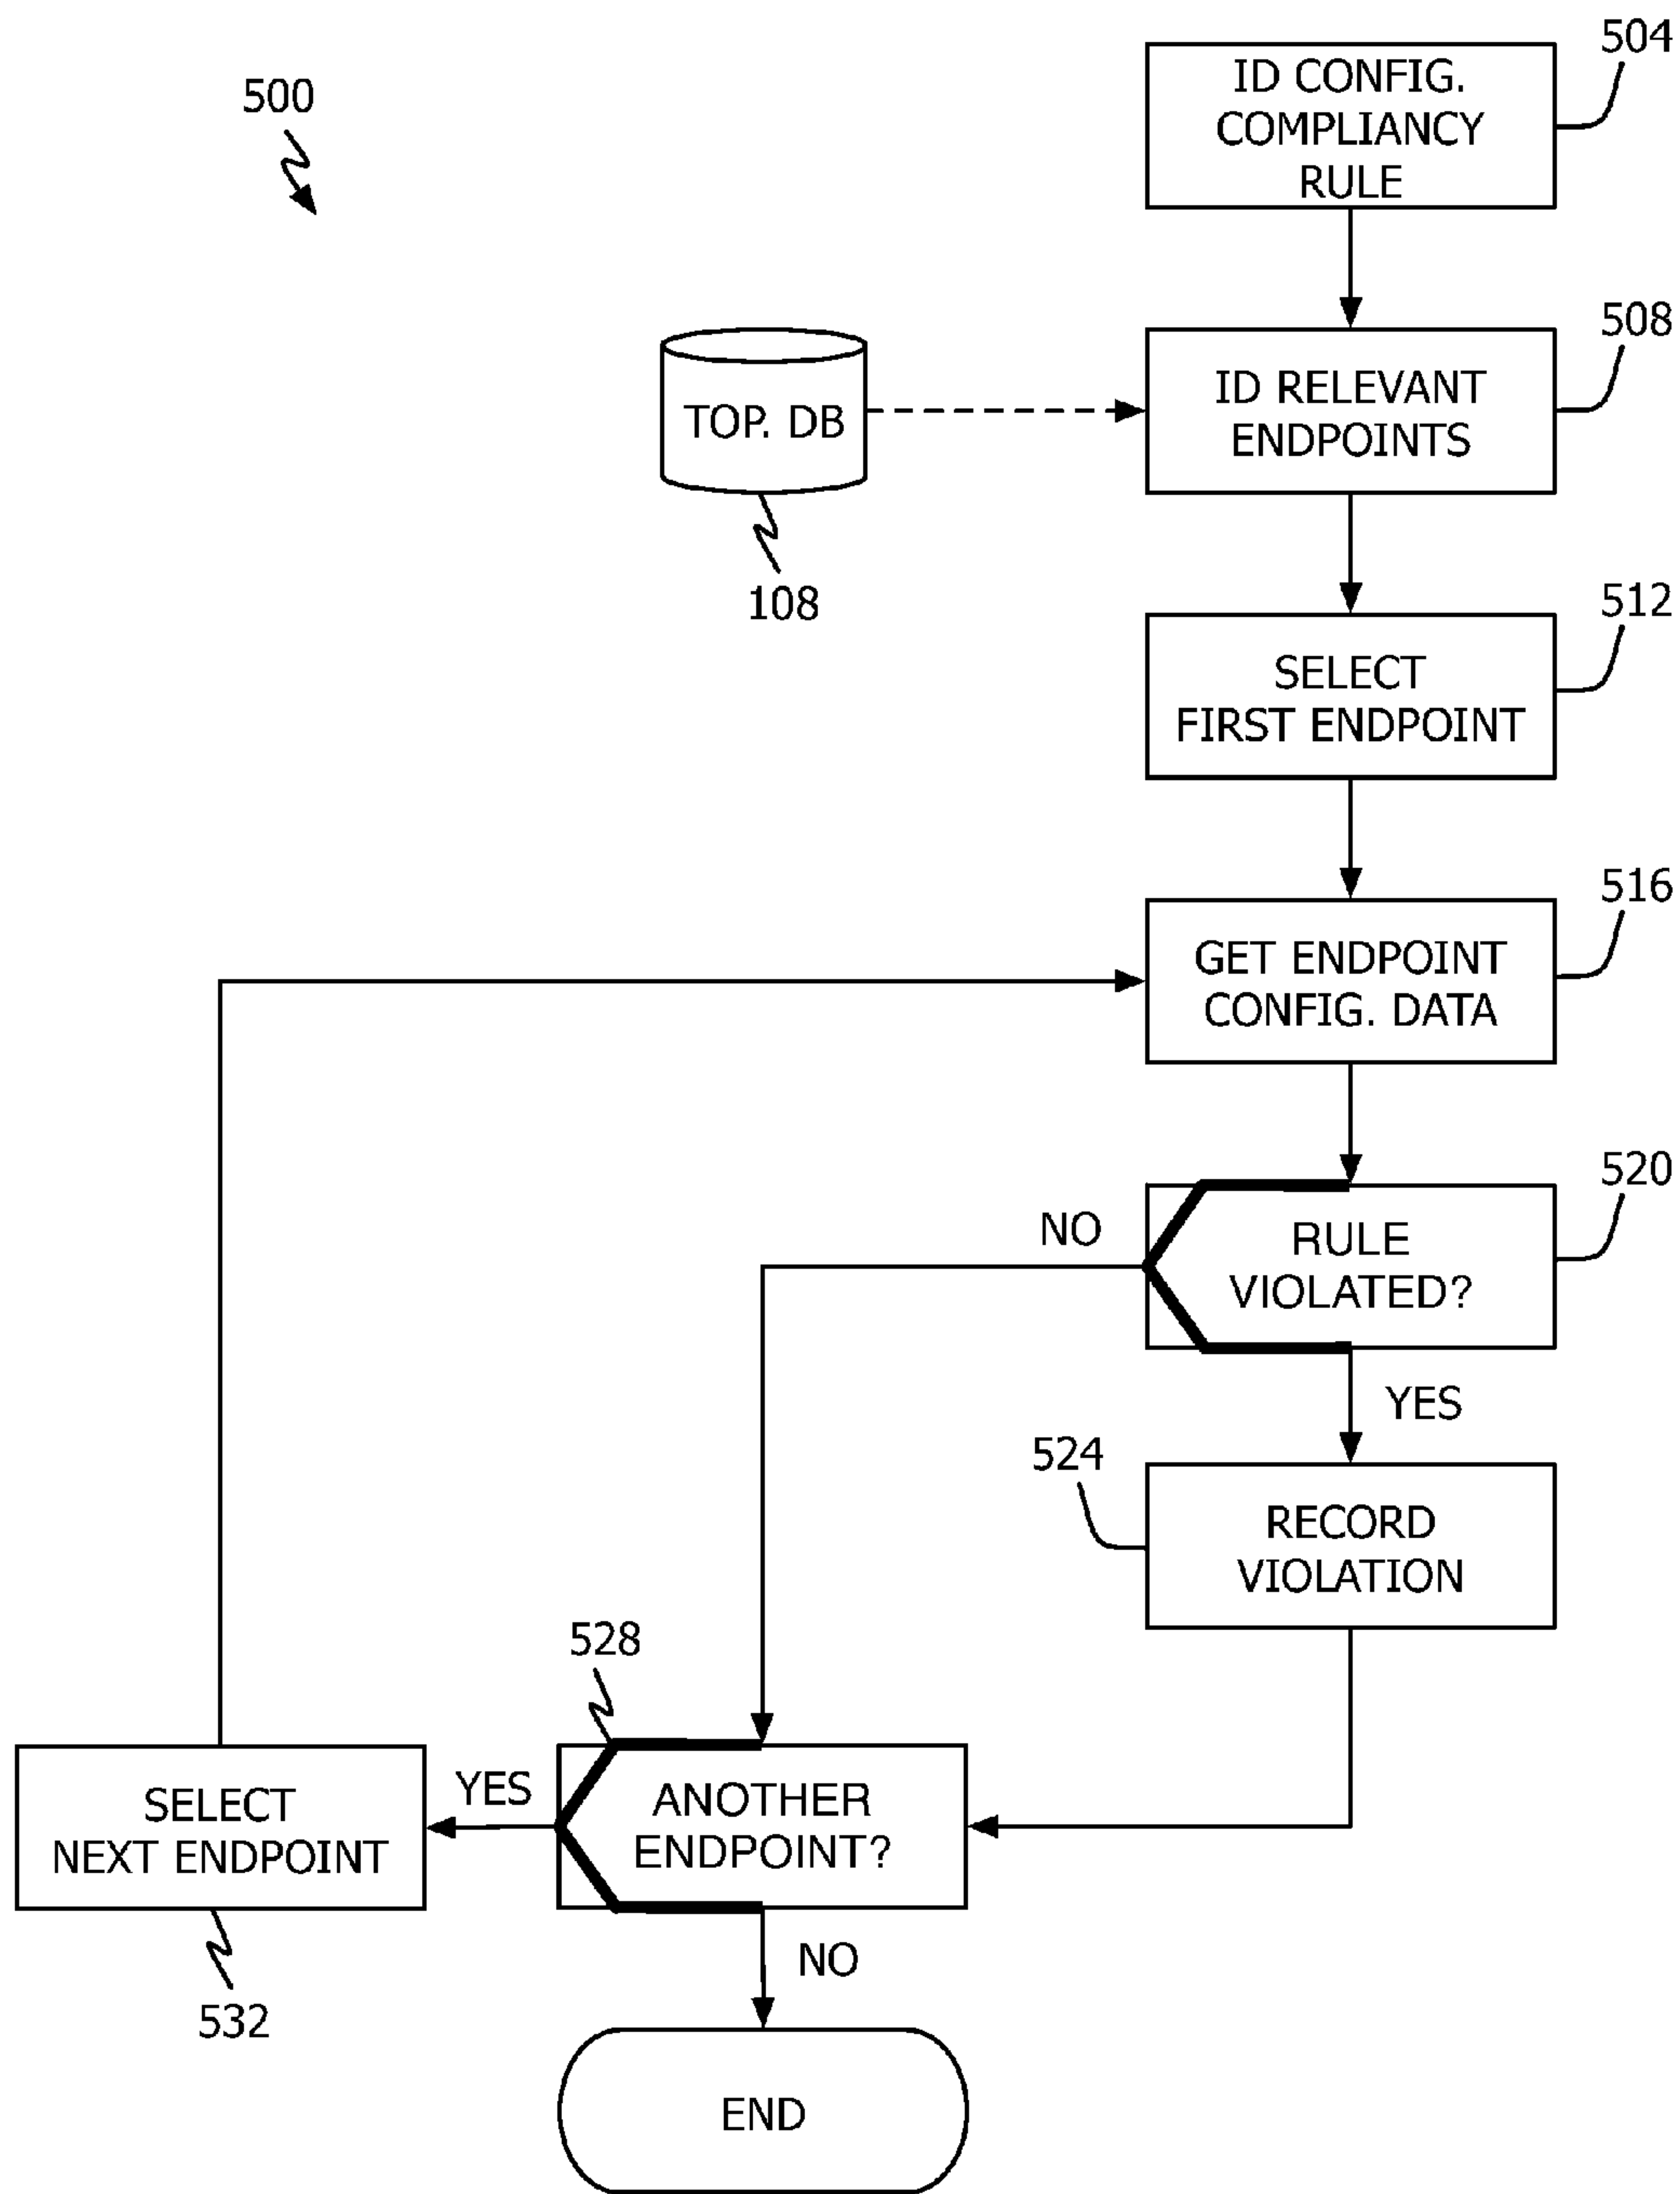 504
500
ID CONFIG.
COMPLIANCY
RULE
508
TOP. DB
ID RELEVANT
ENDPOINTS
108
512
SELECT
FIRST ENDPOINT
516
GET ENDPOINT
CONFIG. DATA
520
NO
RULE
VIOLATED?
YES
524
RECORD
VIOLATION
528
YES
SELECT
NEXT ENDPOINT
ANOTHER
ENDPOINT?
NO
532
END